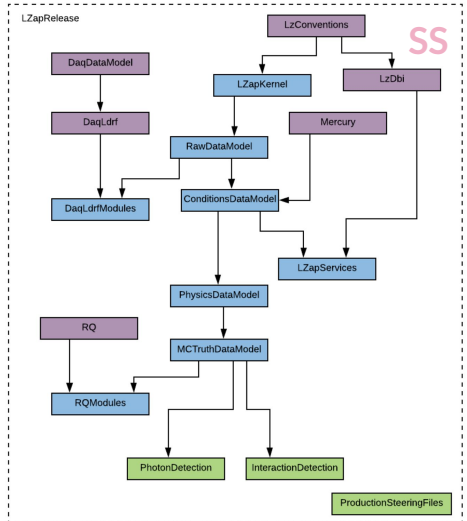 LZapRelease
LzConventions
SS
DaqDataModel
LZapKernel
LzDbi
DaqLdrf
Mercury
RawDataModel
DaqLdrfModules
ConditionsDataModel
LZapServices
PhysicsDataModel
RQ
MCTruthDataModel
RQModules
PhotonDetection
InteractionDetection
ProductionSteeringFiles